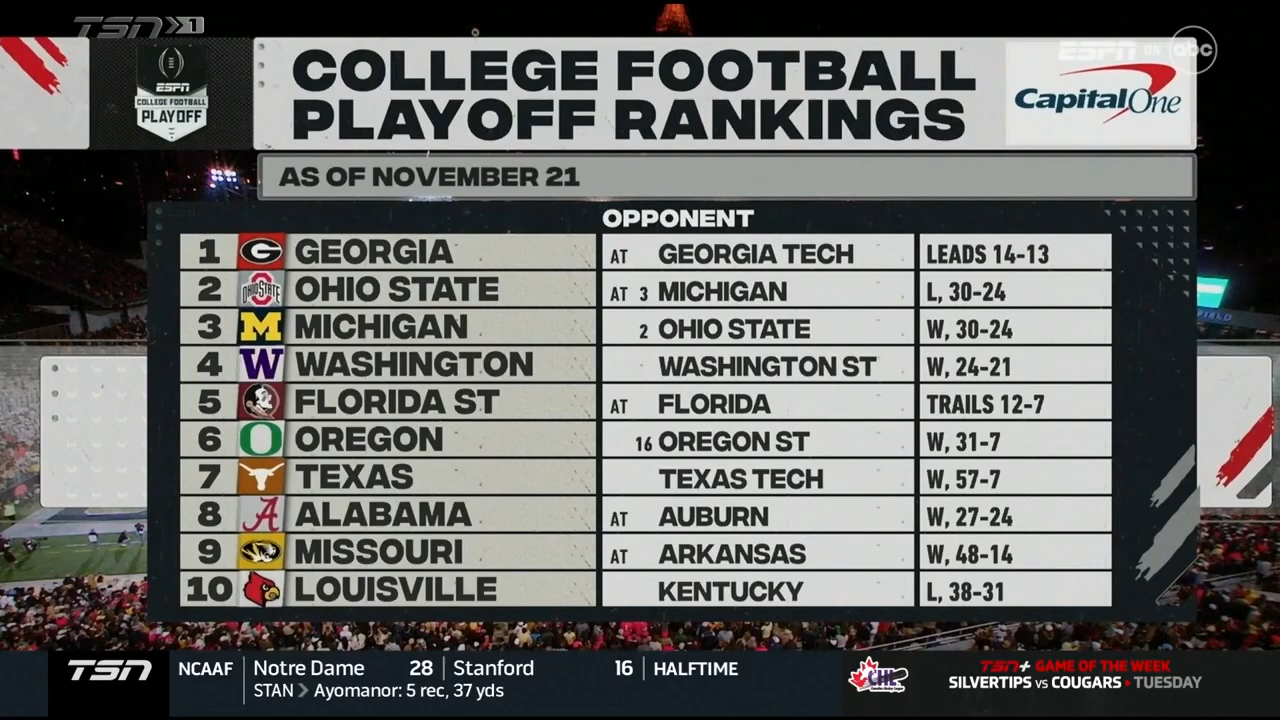 TSN 1
ESPN ON abc
ESPN
COLLEGE FOOTBALL
PLAYOFF
COLLEGE FOOTBALL
PLAYOFF RANKINGS
Capital One
AS OF NOVEMBER 21
OPPONENT
1 G GEORGIA AT GEORGIA TECH LEADS 14-13
2 OHIO STATE OHIO STATE AT 3 MICHIGAN L, 30-24
3 M MICHIGAN 2 OHIO STATE W, 30-24
4 W WASHINGTON WASHINGTON ST W, 24-21
5 FLORIDA ST AT FLORIDA TRAILS 12-7
6 O OREGON 16 OREGON ST W, 31-7
7 TEXAS TEXAS TECH W, 57-7
8 A ALABAMA AT AUBURN W, 27-24
9 MISSOURI AT ARKANSAS W, 48-14
10 LOUISVILLE KENTUCKY L, 38-31
FIELD
TSN NCAAF Notre Dame 28 Stanford 16 HALFTIME
STAN > Ayomanor: 5 rec, 37 yds
CHL
TSN+ GAME OF THE WEEK
SILVERTIPS VS COUGARS TUESDAY